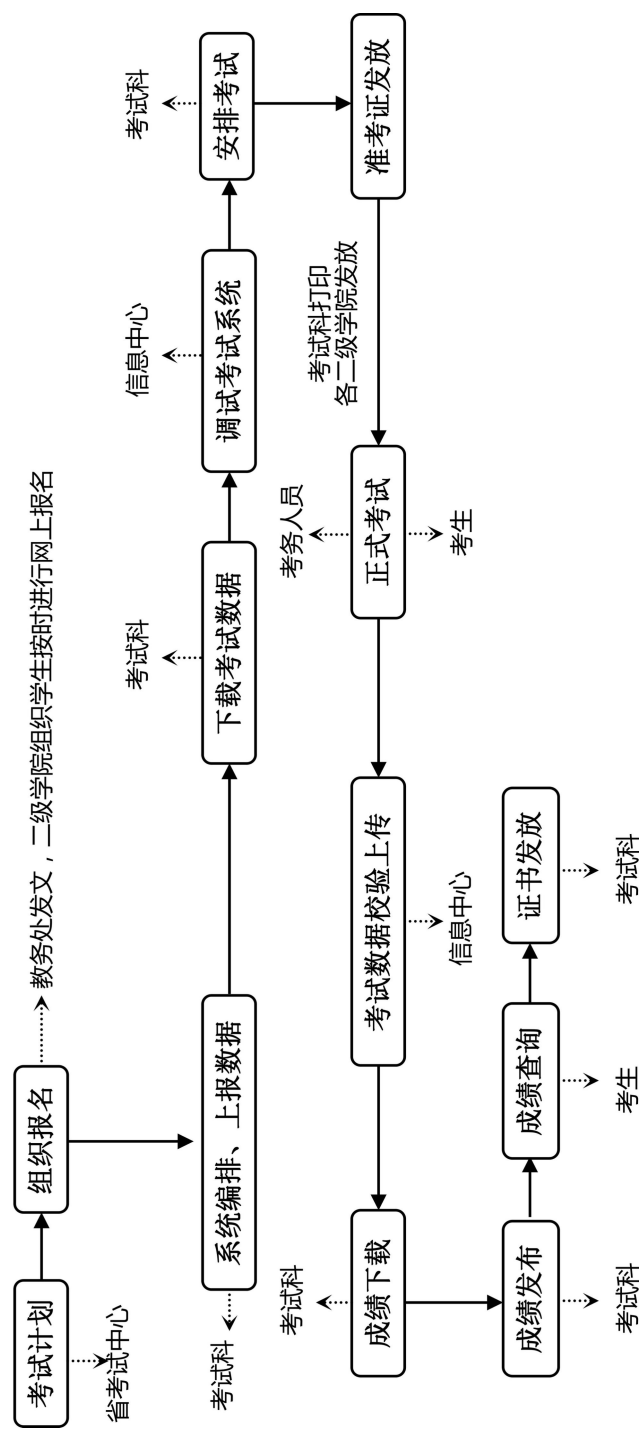 考试计划
省考试中心
组织报名
教务处发文，二级学院组织学生按时进行网上报名
系统编排、上报数据
考试科
下载考试数据
考试科
调试考试系统
信息中心
安排考试
考试科
准考证发放
考试科打印
各二级学院发放
正式考试
考务人员
考生
考试数据校验上传
信息中心
成绩下载
考试科
成绩发布
考试科
成绩查询
考生
证书发放
考试科